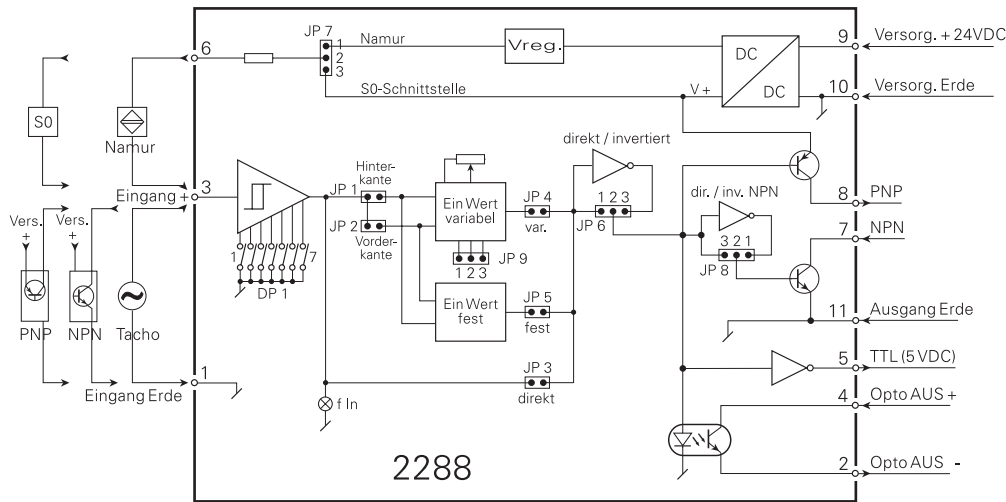 JP 7
1
2
3
Namur
Vreg.
DC
DC
V +
S0-Schnittstelle
6
9 Versorg. + 24VDC
10 Versorg. Erde
S0
Namur
Eingang +
3
Vers.
+
Vers.
+
PNP
NPN
Tacho
Eingang Erde
1
1
7
DP 1
Hinter-
kante
JP 1
JP 2
Vorder-
kante
Ein Wert
variabel
1 2 3
JP 9
Ein Wert
fest
JP 4
var.
JP 5
fest
JP 3
direkt
f In
direkt / invertiert
1 2 3
JP 6
dir. / inv. NPN
3 2 1
JP 8
8 PNP
7 NPN
11 Ausgang Erde
5 TTL (5 VDC)
4 Opto AUS +
2 Opto AUS -
2288